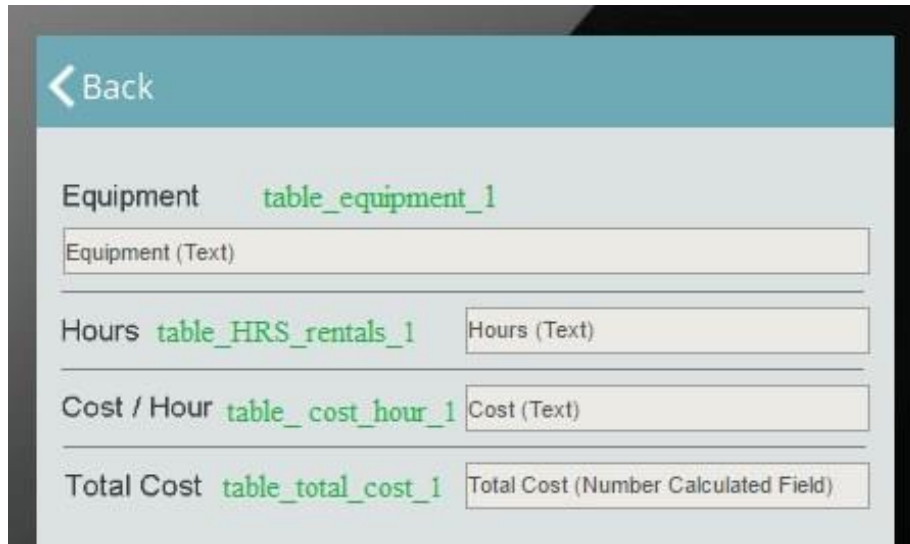 Back
Equipment table_equipment_1
Equipment (Text)
Hours table_HRS_rentals_1 Hours (Text)
Cost / Hour table_ cost_hour_1 Cost (Text)
Total Cost table_total_cost_1 Total Cost (Number Calculated Field)